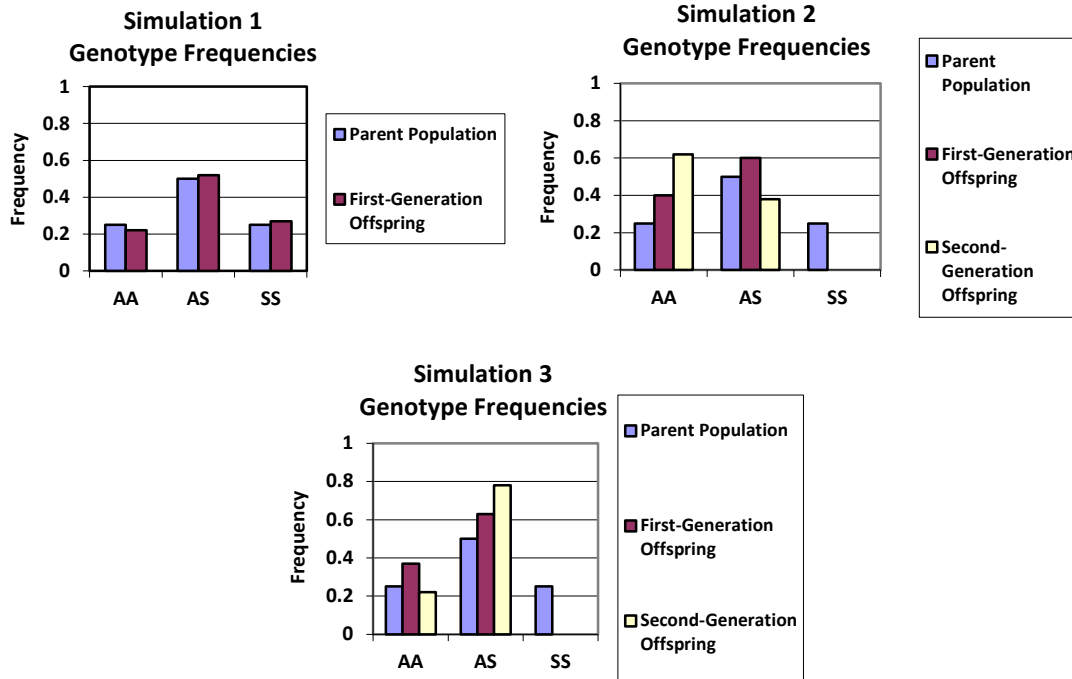 Simulation 1
Genotype Frequencies
Frequency
1
0.8
0.6
0.4
0.2
0
AA AS SS
Parent Population
First-Generation
Offspring
Simulation 2
Genotype Frequencies
Frequency
1
0.8
0.6
0.4
0.2
0
AA AS SS
Parent
Population
First-Generation
Offspring
Second-
Generation
Offspring
Simulation 3
Genotype Frequencies
Frequency
1
0.8
0.6
0.4
0.2
0
AA AS SS
Parent Population
First-Generation
Offspring
Second-Generation
Offspring